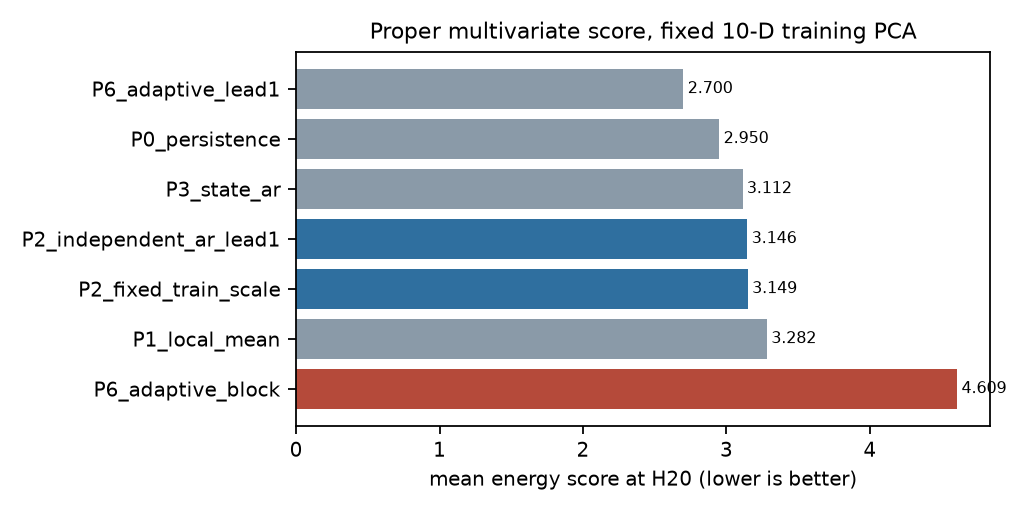 Proper multivariate score, fixed 10-D training PCA
P6_adaptive_lead1 2.700
P0_persistence 2.950
P3_state_ar 3.112
P2_independent_ar_lead1 3.146
P2_fixed_train_scale 3.149
P1_local_mean 3.282
P6_adaptive_block 4.609
0 1 2 3 4
mean energy score at H20 (lower is better)